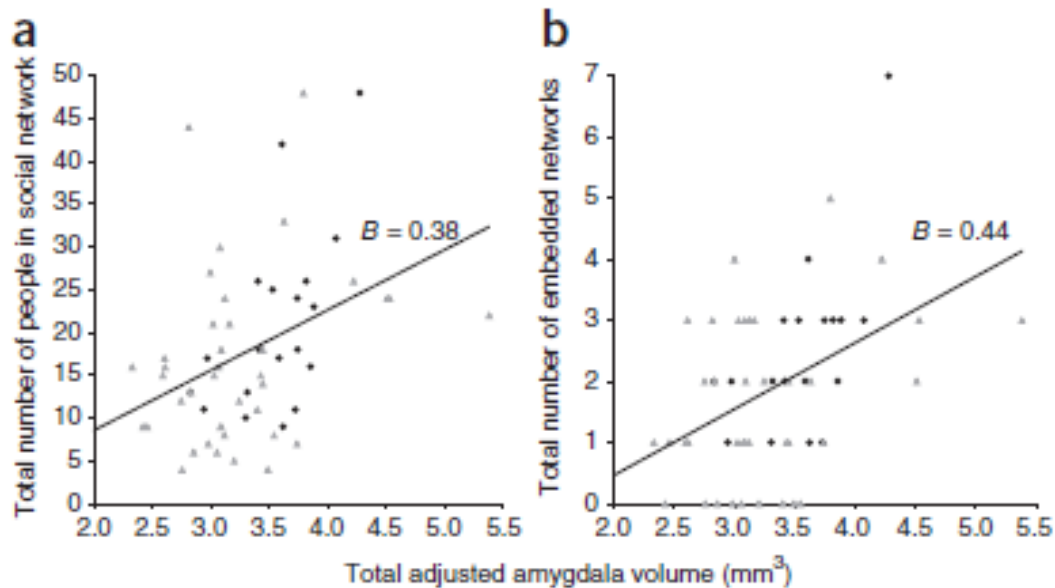 a
b
Total number of people in social network
50
45
40
35
30
25
20
15
10
5
0
B = 0.38
2.0 2.5 3.0 3.5 4.0 4.5 5.0 5.5
Total number of embedded networks
7
6
5
4
3
2
1
0
B = 0.44
2.0 2.5 3.0 3.5 4.0 4.5 5.0 5.5
Total adjusted amygdala volume (mm³)